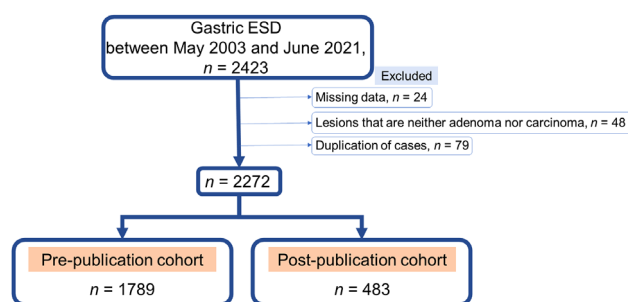 Gastric ESD
between May 2003 and June 2021,
n = 2423
Excluded
Missing data, n = 24
Lesions that are neither adenoma nor carcinoma, n = 48
Duplication of cases, n = 79
n = 2272
Pre-publication cohort
n = 1789
Post-publication cohort
n = 483